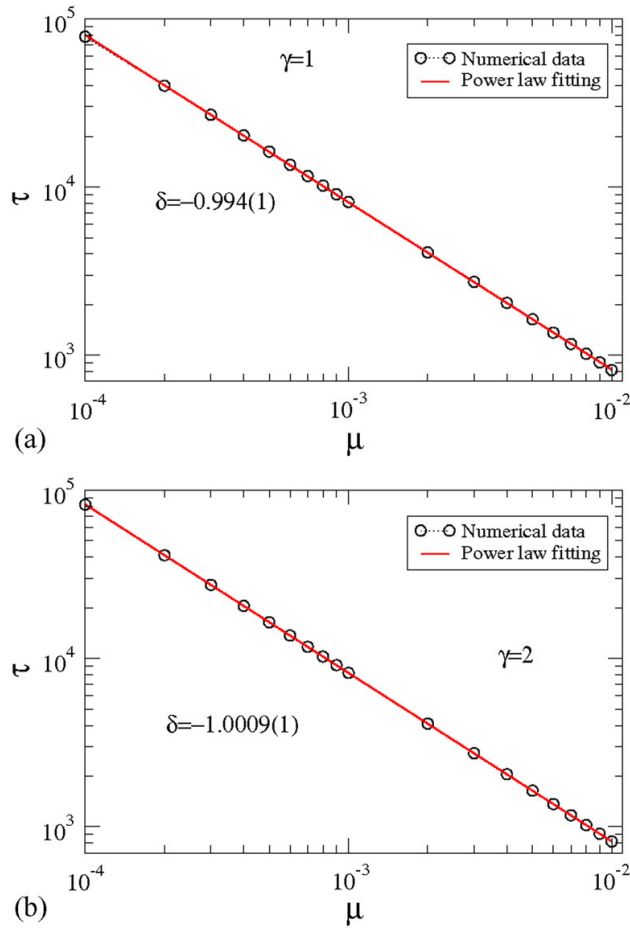 10^5
10^4
10^3
τ
γ=1
Numerical data
Power law fitting
δ=−0.994(1)
10^-4
10^-3
10^-2
μ
(a)
10^5
10^4
10^3
τ
Numerical data
Power law fitting
γ=2
δ=−1.0009(1)
10^-4
10^-3
10^-2
μ
(b)